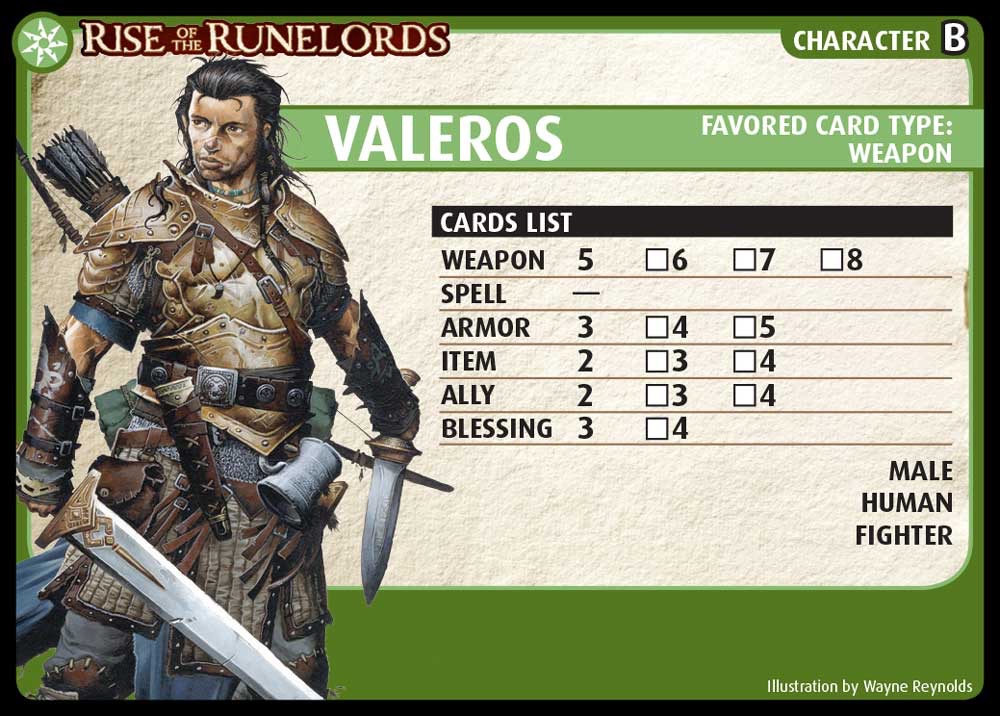 RISE OF THE RUNELORDS
CHARACTER B
VALEROS
FAVORED CARD TYPE:
WEAPON
CARDS LIST
WEAPON 5 □6 □7 □8
SPELL —
ARMOR 3 □4 □5
ITEM 2 □3 □4
ALLY 2 □3 □4
BLESSING 3 □4
MALE
HUMAN
FIGHTER
Illustration by Wayne Reynolds